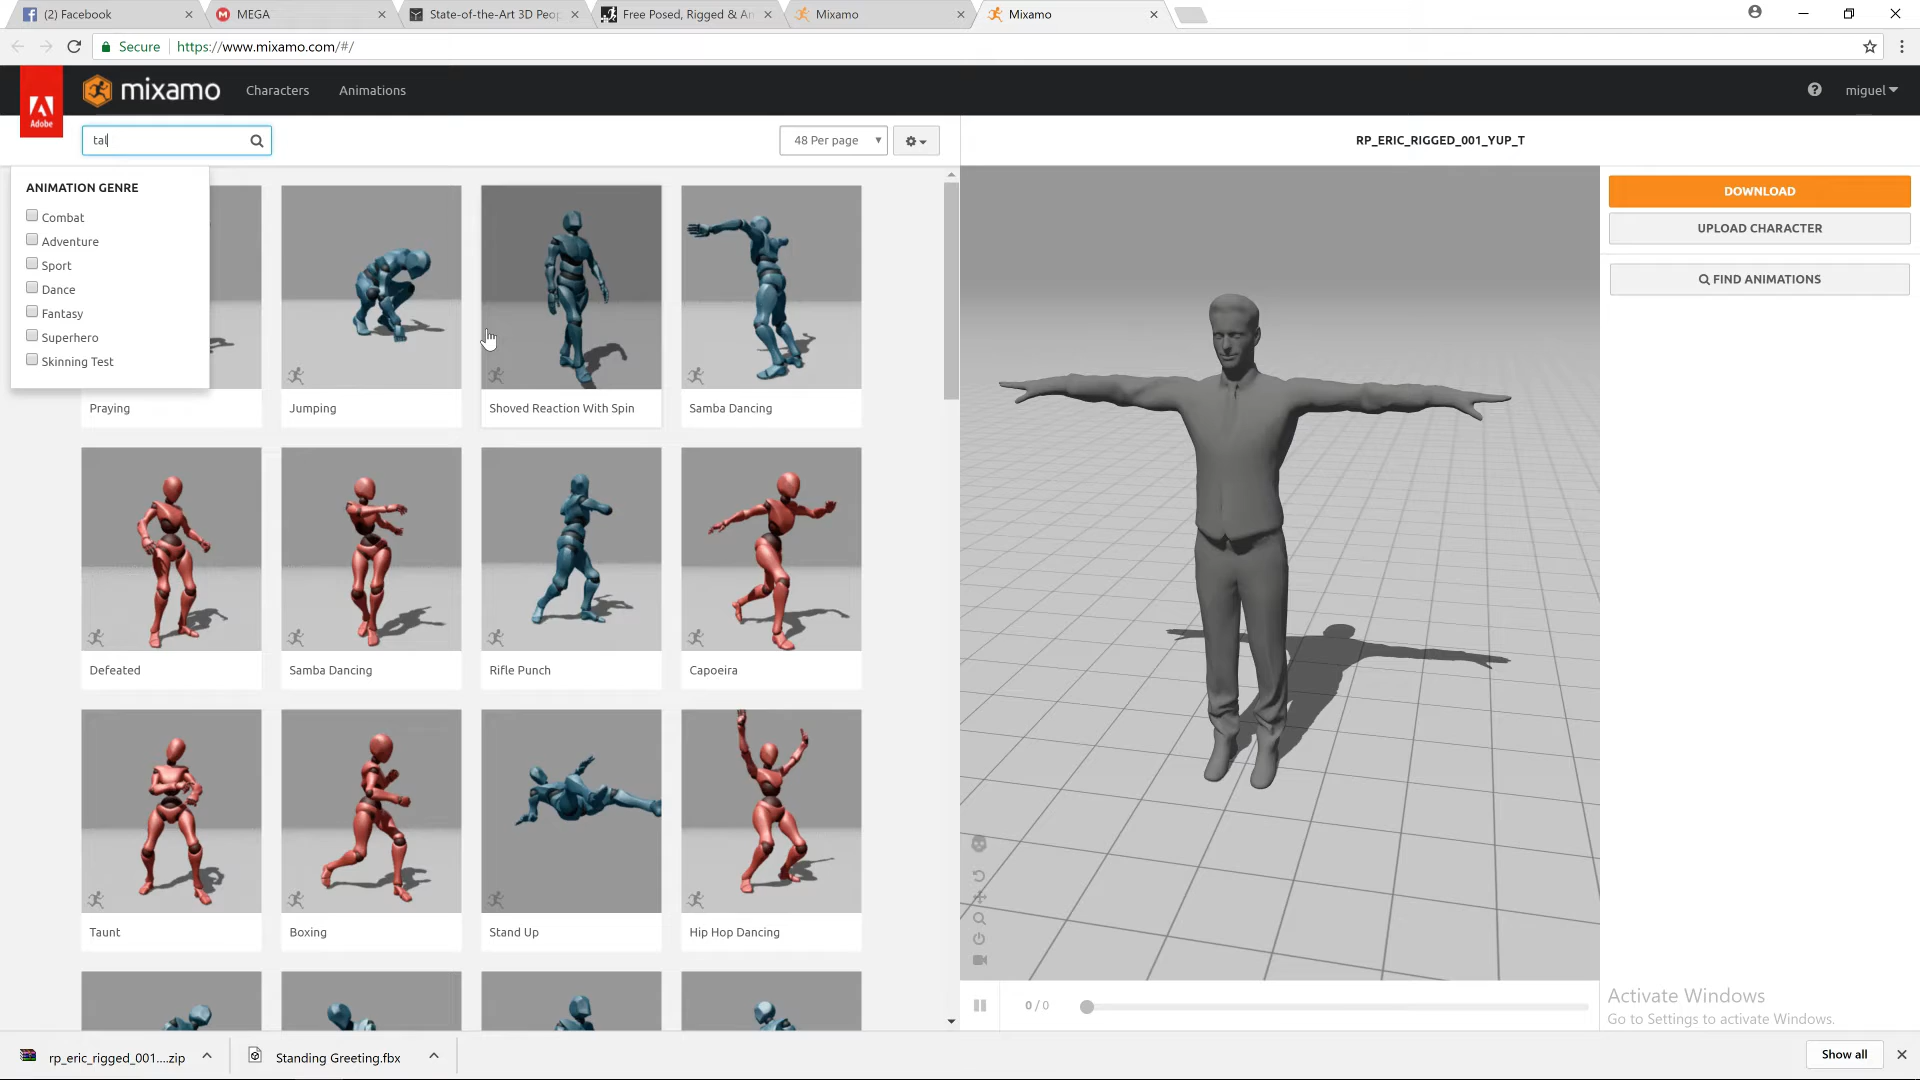 (2) Facebook
MEGA
State-of-the-Art 3D Peop
Free Posed, Rigged & An
Mixamo
Mixamo
Secure
https://www.mixamo.com/#/
Adobe
mixamo
Characters
Animations
miguel
tal
48 Per page
RP_ERIC_RIGGED_001_YUP_T
ANIMATION GENRE
Combat
Adventure
Sport
Dance
Fantasy
Superhero
Skinning Test
DOWNLOAD
UPLOAD CHARACTER
FIND ANIMATIONS
Praying
Jumping
Shoved Reaction With Spin
Samba Dancing
Defeated
Samba Dancing
Rifle Punch
Capoeira
Taunt
Boxing
Stand Up
Hip Hop Dancing
0 / 0
Activate Windows
Go to Settings to activate Windows.
rp_eric_rigged_001....zip
Standing Greeting.fbx
Show all